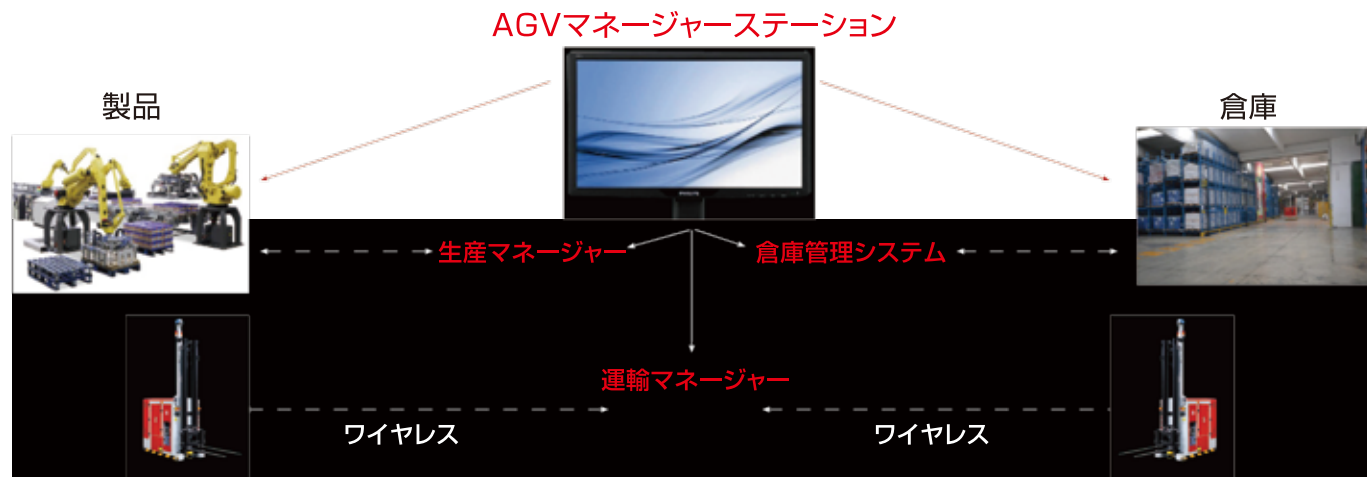 AGVマネージャーステーション
製品
倉庫
PHILIPS
生産マネージャー
倉庫管理システム
運輸マネージャー
ワイヤレス
ワイヤレス